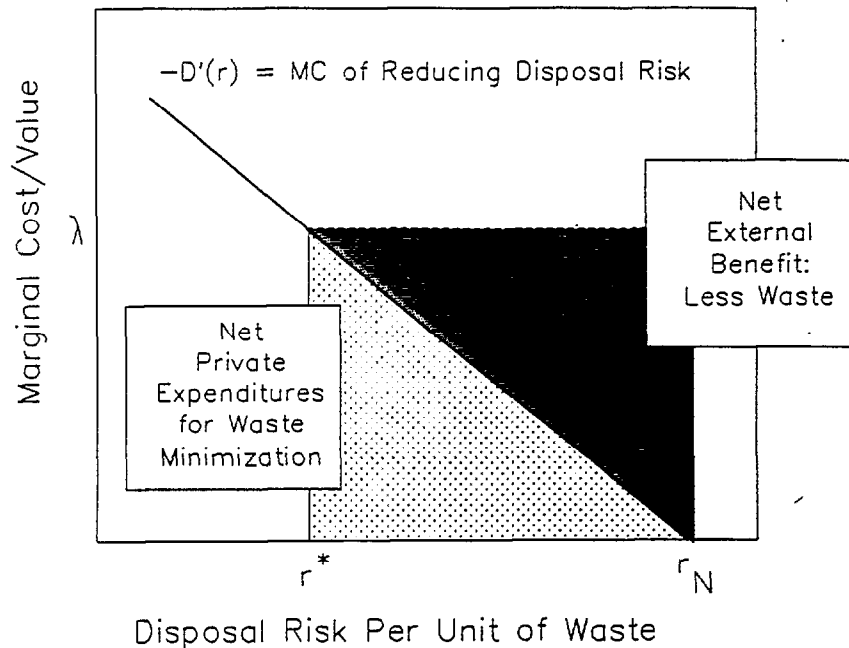 -D'(r) = MC of Reducing Disposal Risk
Marginal Cost/Value
λ
Net
External
Benefit:
Less Waste
Net
Private
Expenditures
for Waste
Minimization
r*
r_N
Disposal Risk Per Unit of Waste